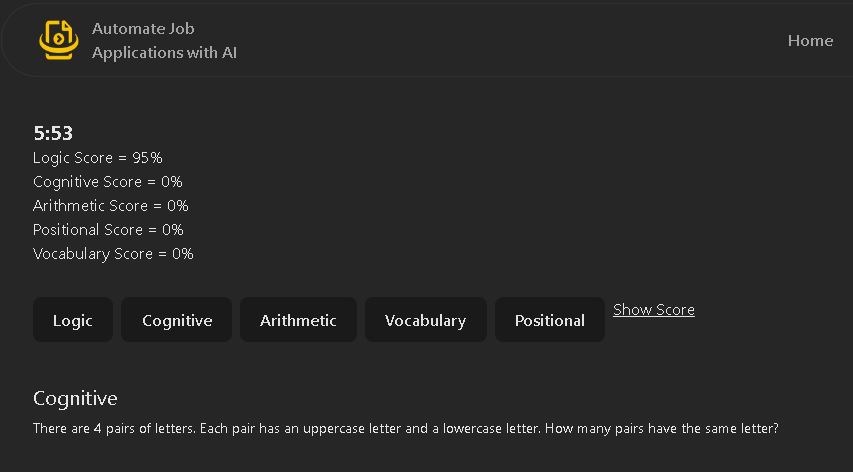 Automate Job
Applications with AI
Home
5:53
Logic Score = 95%
Cognitive Score = 0%
Arithmetic Score = 0%
Positional Score = 0%
Vocabulary Score = 0%
Logic
Cognitive
Arithmetic
Vocabulary
Positional
Show Score
Cognitive
There are 4 pairs of letters. Each pair has an uppercase letter and a lowercase letter. How many pairs have the same letter?